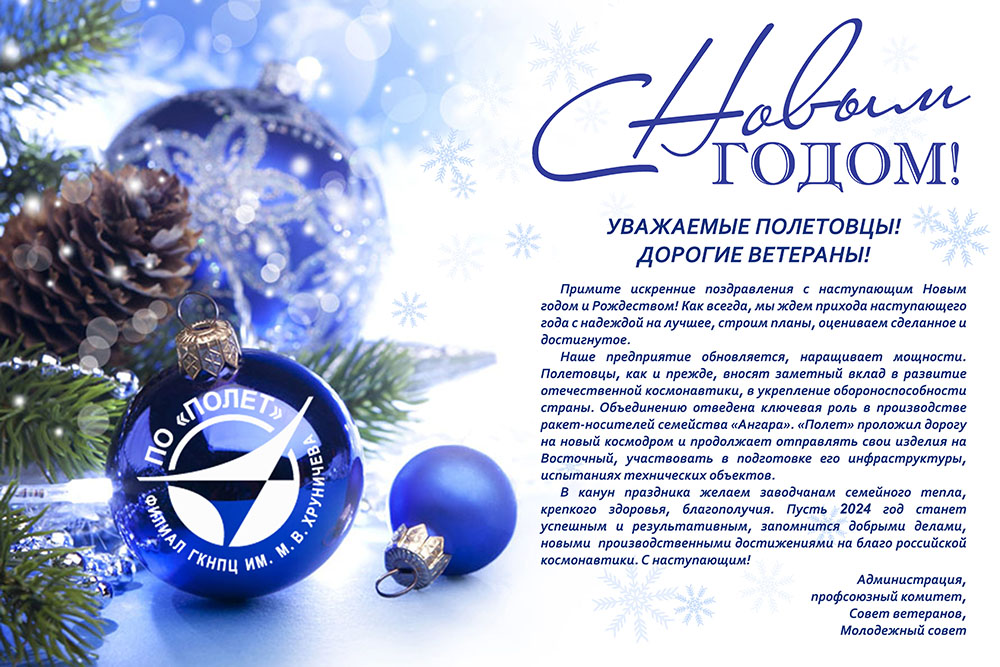 С Новым
ГОДОМ!
УВАЖАЕМЫЕ ПОЛЕТОВЦЫ!
ДОРОГИЕ ВЕТЕРАНЫ!
Примите искренние поздравления с наступающим Новым
годом и Рождеством! Как всегда, мы ждем прихода наступающего
года с надеждой на лучшее, строим планы, оцениваем сделанное и
достигнутое.
Наше предприятие обновляется, наращивает мощности.
Полетовцы, как и прежде, вносят заметный вклад в развитие
отечественной космонавтики, в укрепление обороноспособности
страны. Объединению отведена ключевая роль в производстве
ракет-носителей семейства «Ангара». «Полет» проложил дорогу
на новый космодром и продолжает отправлять свои изделия на
Восточный, участвовать в подготовке его инфраструктуры,
испытаниях технических объектов.
В канун праздника желаем заводчанам семейного тепла,
крепкого здоровья, благополучия. Пусть 2024 год станет
успешным и результативным, запомнится добрыми делами,
новыми производственными достижениями на благо российской
космонавтики. С наступающим!
Администрация,
профсоюзный комитет,
Совет ветеранов,
Молодежный совет
ПО «ПОЛЕТ»
ФИЛИАЛ ГКНПЦ ИМ. М. В. ХРУНИЧЕВА